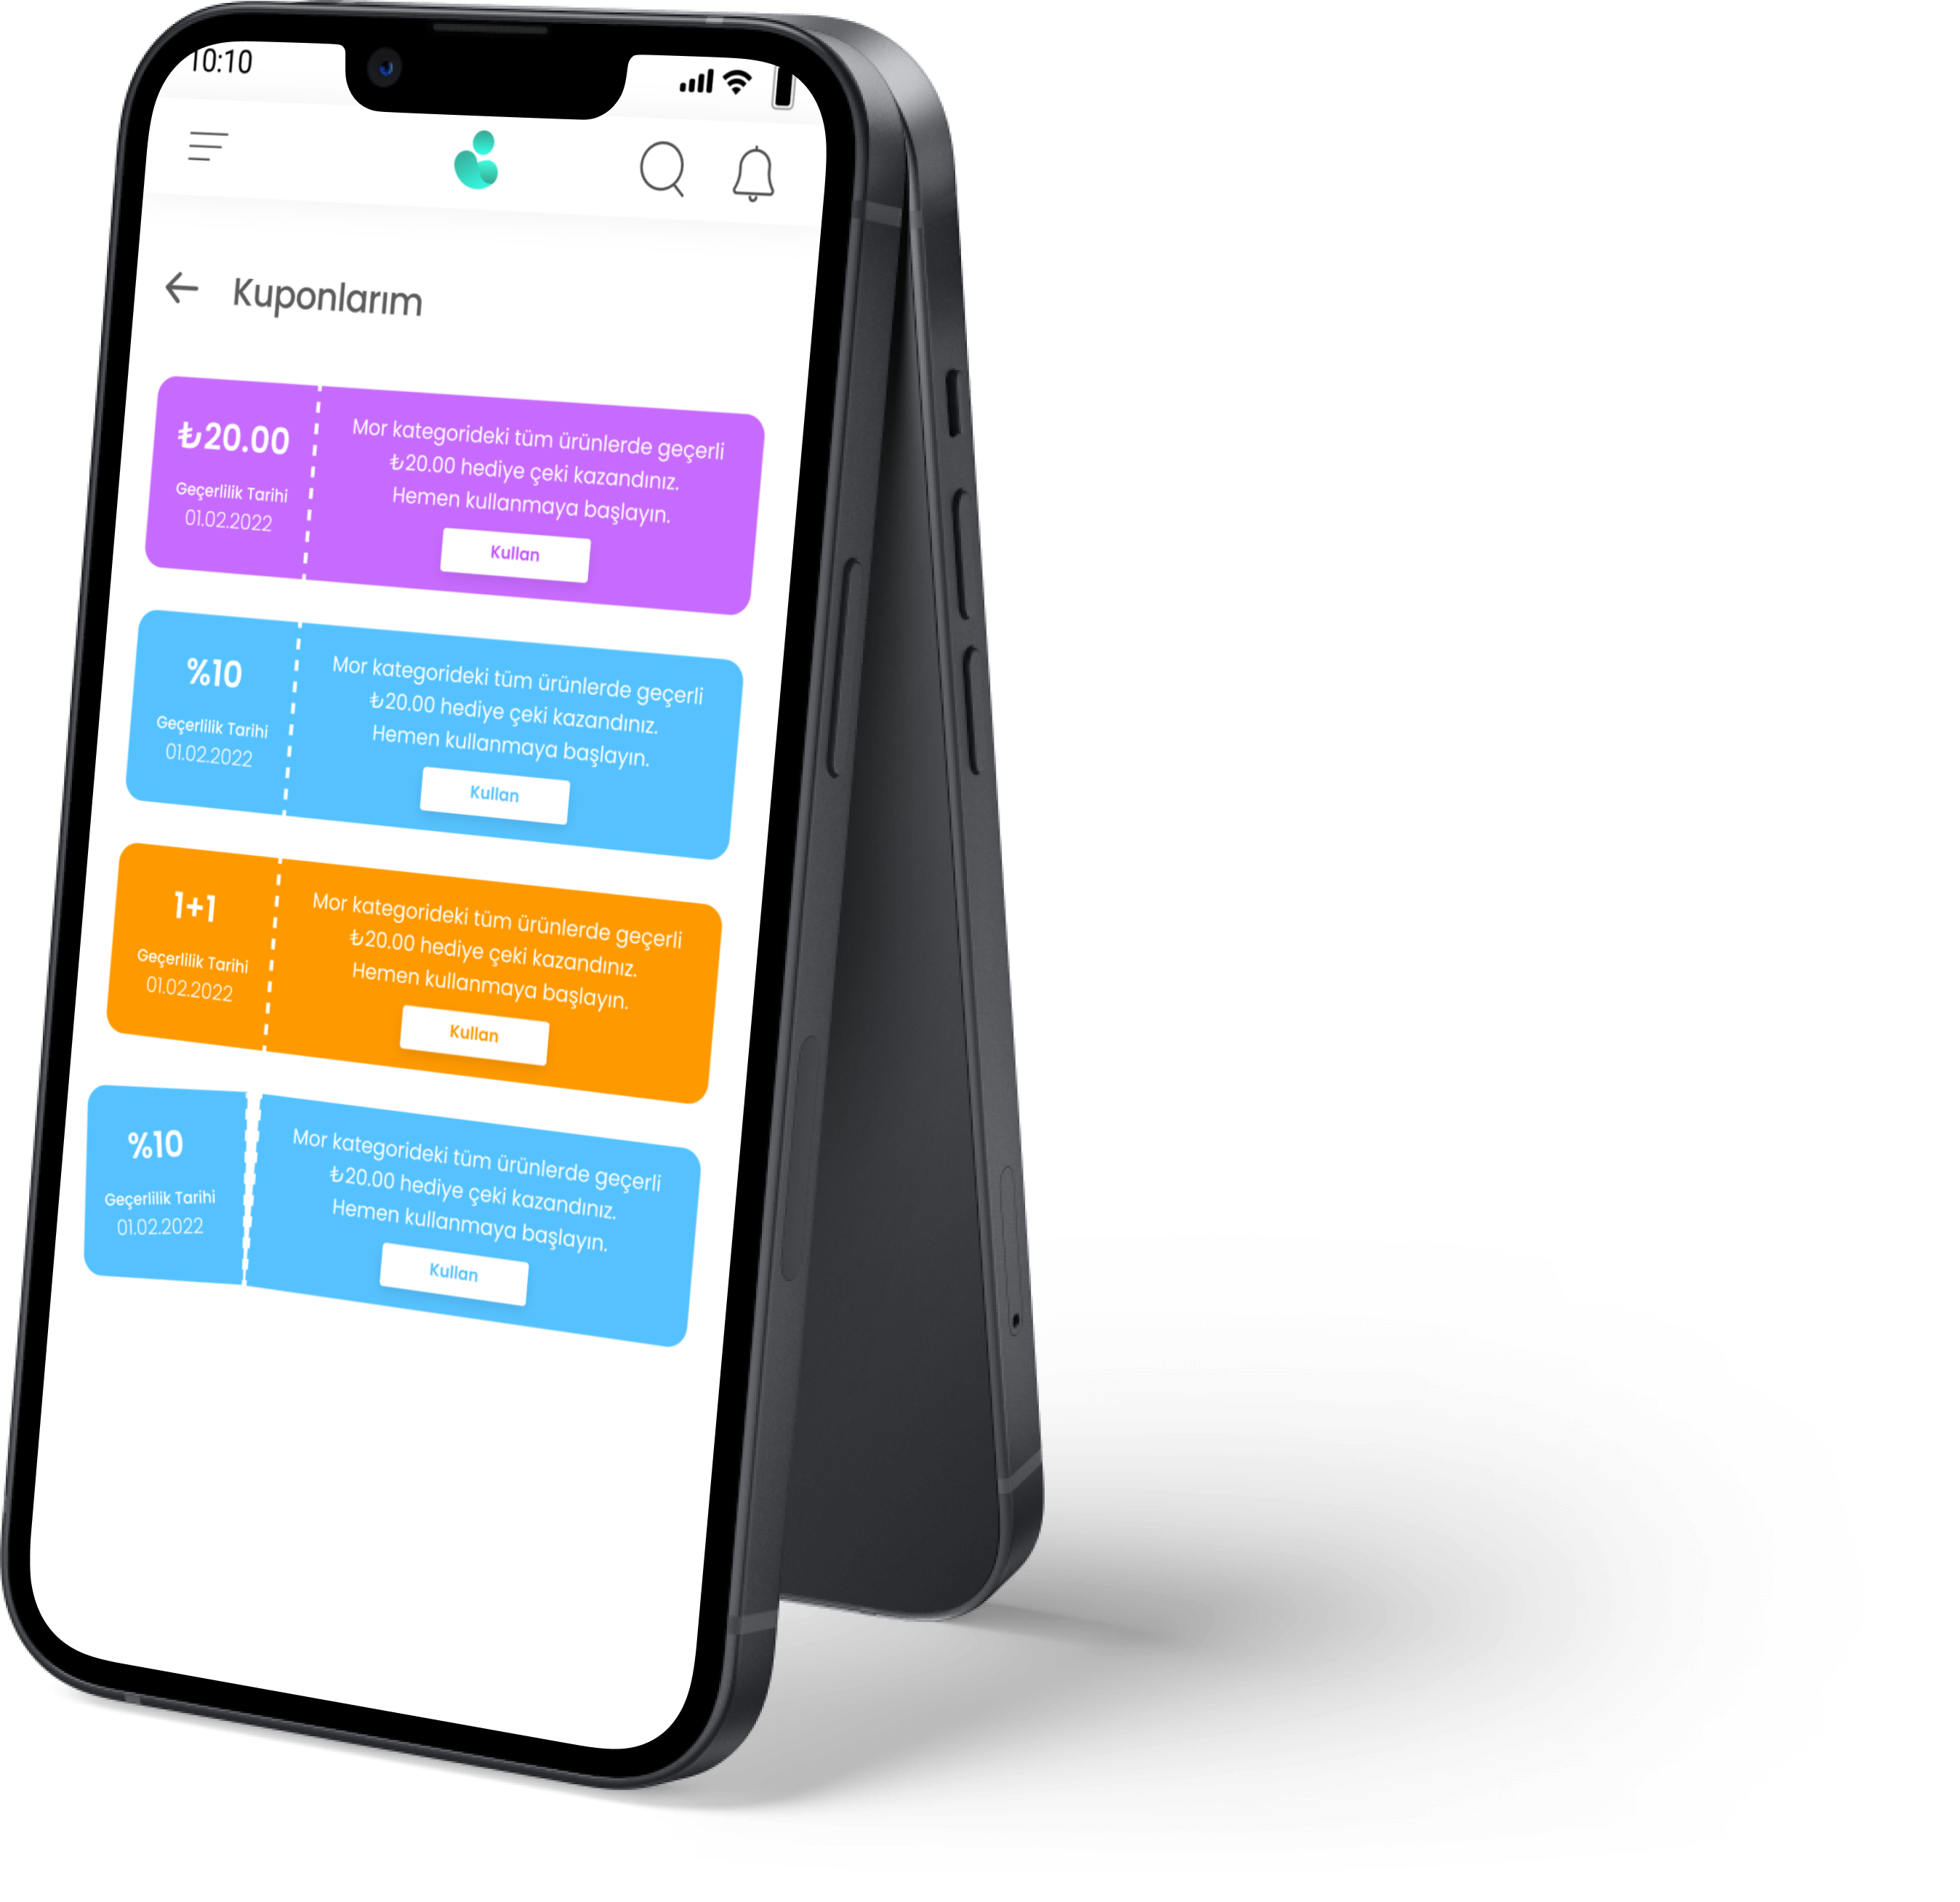 10:10
Kuponlarım
₺20.00
Geçerlilik Tarihi
01.02.2022
Mor kategorideki tüm ürünlerde geçerli
₺20.00 hediye çeki kazandınız.
Hemen kullanmaya başlayın.
Kullan
%10
Geçerlilik Tarihi
01.02.2022
Mor kategorideki tüm ürünlerde geçerli
₺20.00 hediye çeki kazandınız.
Hemen kullanmaya başlayın.
Kullan
1+1
Geçerlilik Tarihi
01.02.2022
Mor kategorideki tüm ürünlerde geçerli
₺20.00 hediye çeki kazandınız.
Hemen kullanmaya başlayın.
Kullan
%10
Geçerlilik Tarihi
01.02.2022
Mor kategorideki tüm ürünlerde geçerli
₺20.00 hediye çeki kazandınız.
Hemen kullanmaya başlayın.
Kullan